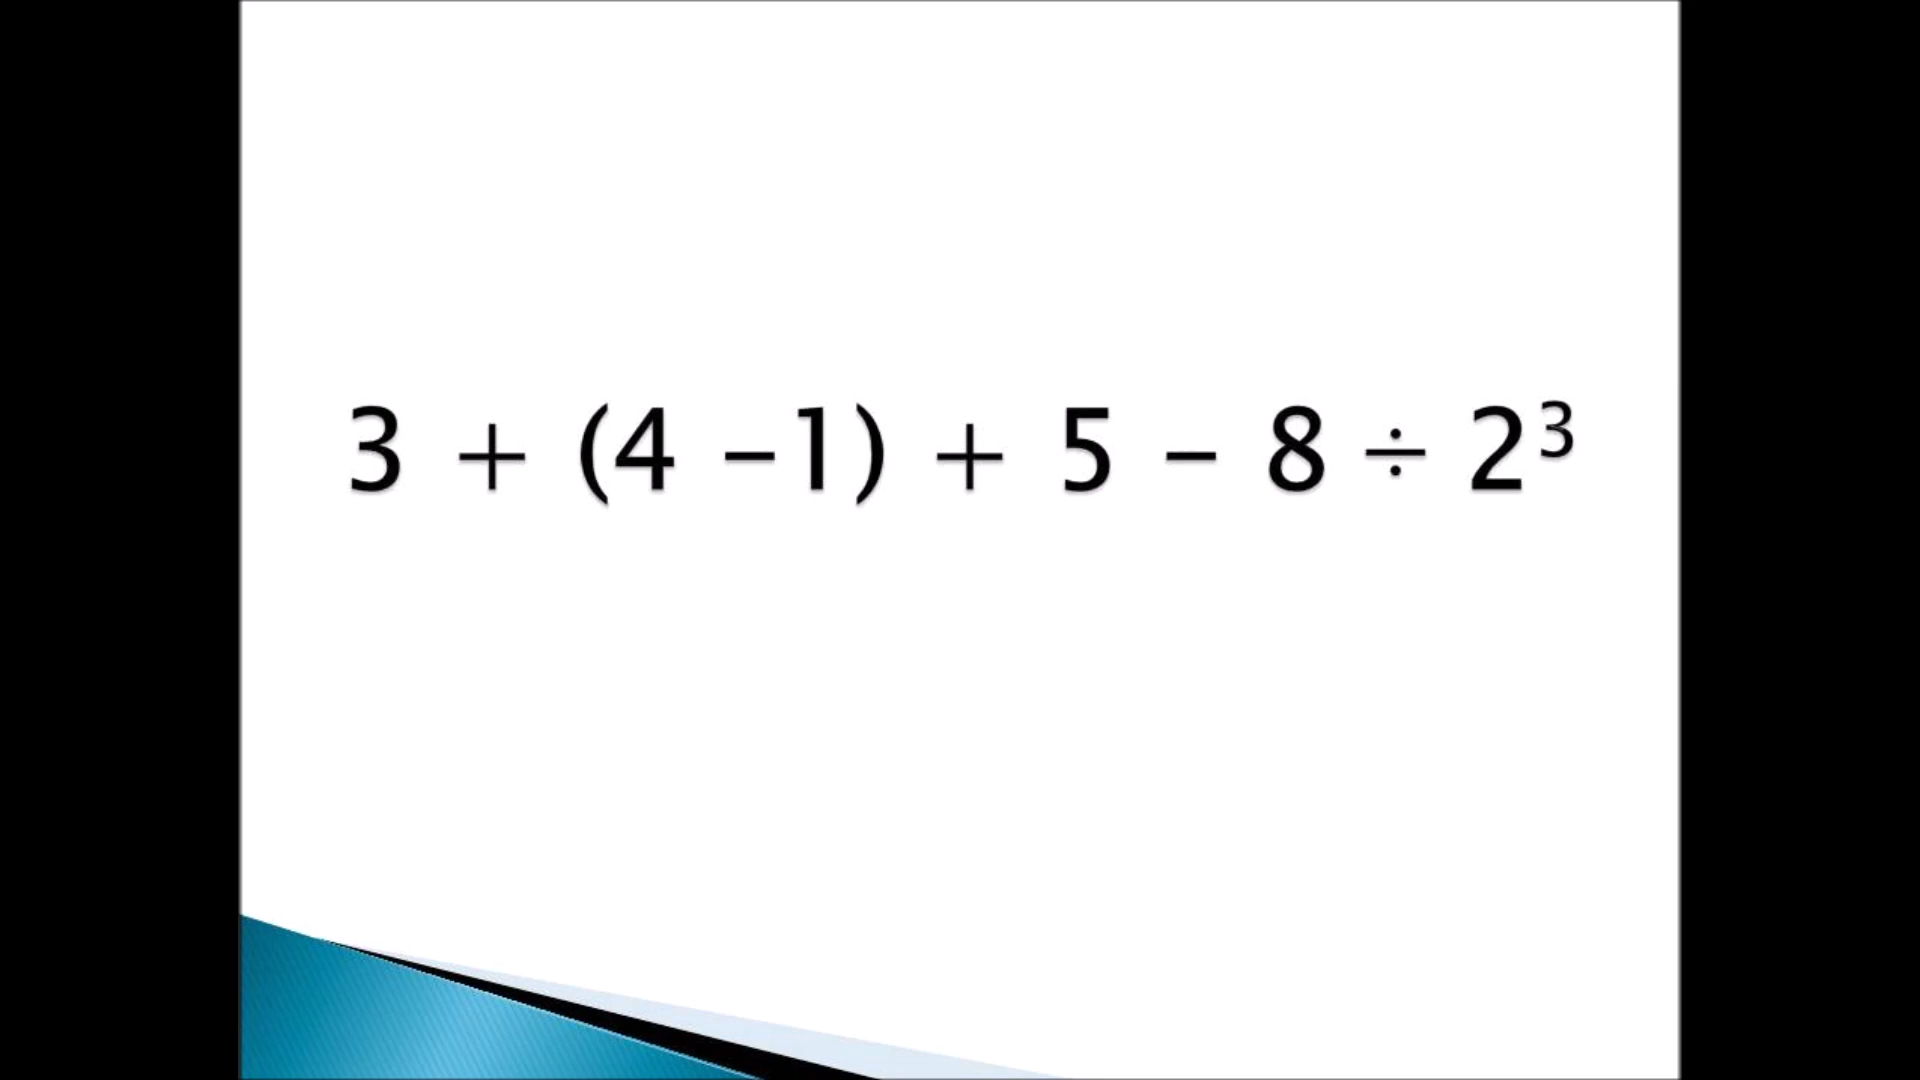 3 + (4 –1) + 5 – 8 ÷ 2³